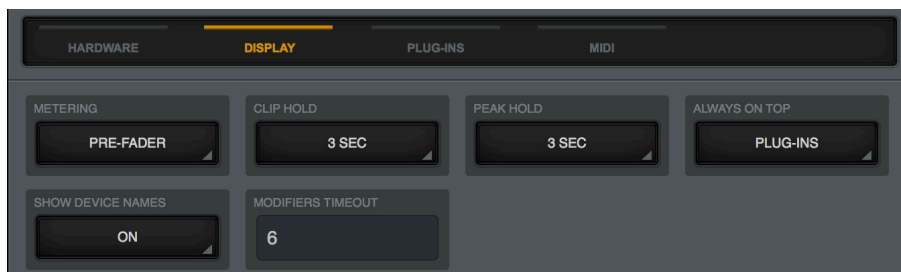 HARDWARE DISPLAY PLUG-INS MIDI
METERING CLIP HOLD PEAK HOLD ALWAYS ON TOP
PRE-FADER 3 SEC 3 SEC PLUG-INS
SHOW DEVICE NAMES MODIFIERS TIMEOUT
ON 6